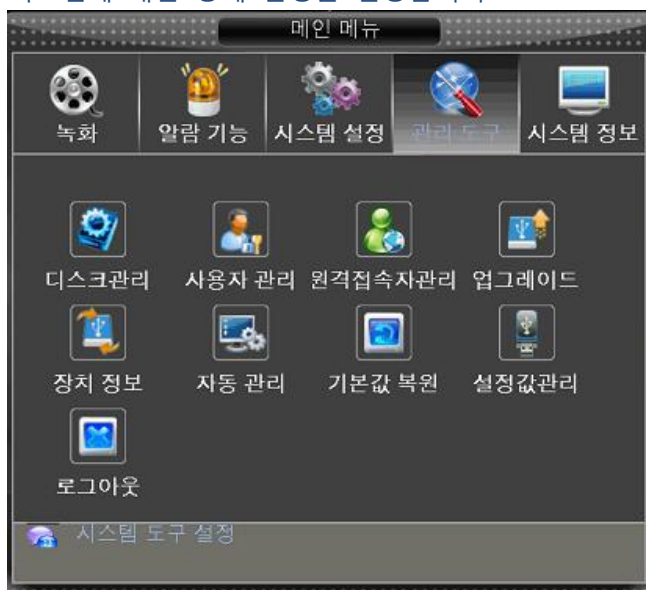 메인 메뉴
녹화 알람 기능 시스템 설정 관리 도구 시스템 정보
디스크관리 사용자 관리 원격접속자관리 업그레이드
장치 정보 자동 관리 기본값 복원 설정값관리
로그아웃
시스템 도구 설정